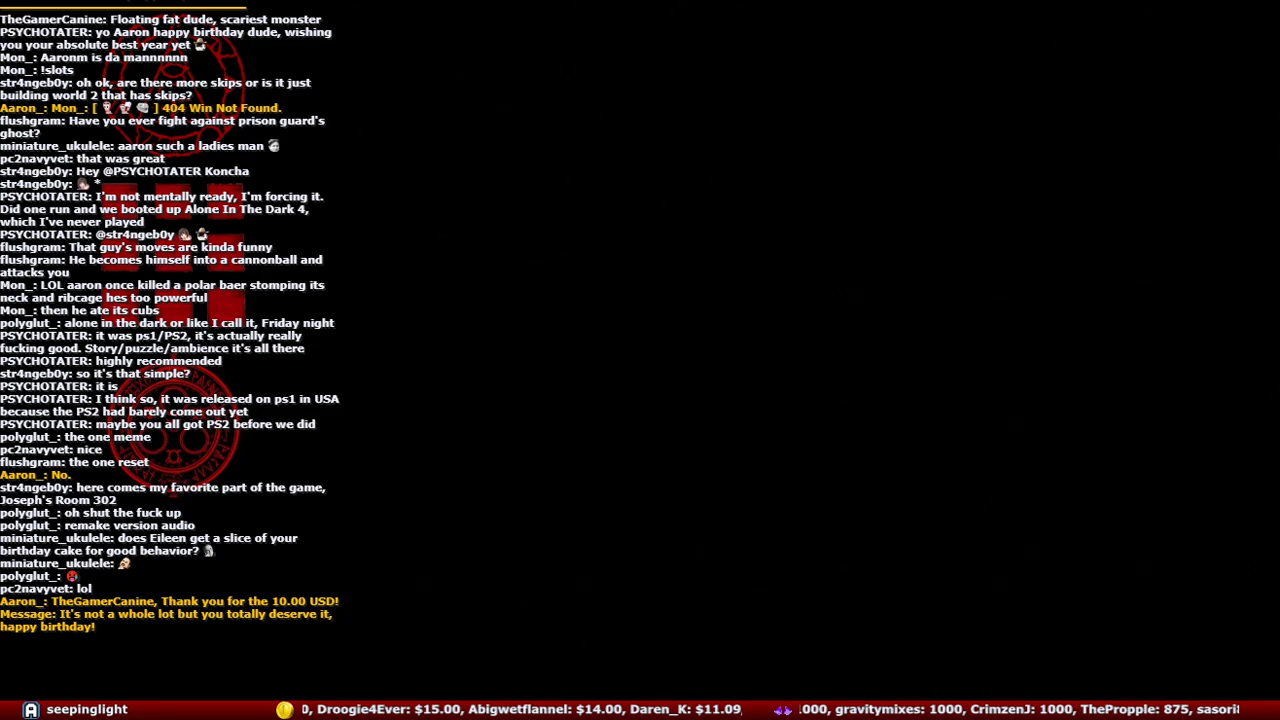 TheGamerCanine: Floating fat dude, scariest monster
PSYCHOTATER: yo Aaron happy birthday dude, wishing
you your absolute best year yet
Mon_: Aaronm is da mannnnnn
Mon_: !slots
str4ngeb0y: oh ok, are there more skips or is it just
building world 2 that has skips?
Aaron_: Mon_: [ ] 404 Win Not Found.
flushgram: Have you ever fight against prison guard's
ghost?
miniature_ukulele: aaron such a ladies man
pc2navyvet: that was great
str4ngeb0y: Hey @PSYCHOTATER Koncha
str4ngeb0y: *
PSYCHOTATER: I'm not mentally ready, I'm forcing it.
Did one run and we booted up Alone In The Dark 4,
which I've never played
PSYCHOTATER: @str4ngeb0y
flushgram: That guy's moves are kinda funny
flushgram: He becomes himself into a cannonball and
attacks you
Mon_: LOL aaron once killed a polar baer stomping its
neck and ribcage hes too powerful
Mon_: then he ate its cubs
polyglut_: alone in the dark or like I call it, Friday night
PSYCHOTATER: it was ps1/PS2, it's actually really
fucking good. Story/puzzle/ambience it's all there
PSYCHOTATER: highly recommended
str4ngeb0y: so it's that simple?
PSYCHOTATER: it is
PSYCHOTATER: I think so, it was released on ps1 in USA
because the PS2 had barely come out yet
PSYCHOTATER: maybe you all got PS2 before we did
polyglut_: the one meme
pc2navyvet: nice
flushgram: the one reset
Aaron_: No.
str4ngeb0y: here comes my favorite part of the game,
Joseph's Room 302
polyglut_: oh shut the fuck up
polyglut_: remake version audio
miniature_ukulele: does Eileen get a slice of your
birthday cake for good behavior?
miniature_ukulele:
polyglut_:
pc2navyvet: lol
Aaron_: TheGamerCanine, Thank you for the 10.00 USD!
Message: It's not a whole lot but you totally deserve it,
happy birthday!
A seepinglight 0, Droogie4Ever: $15.00, Abigwetflannel: $14.00, Daren_K: $11.09, 1000, gravitymixes: 1000, CrimzenJ: 1000, ThePropple: 875,